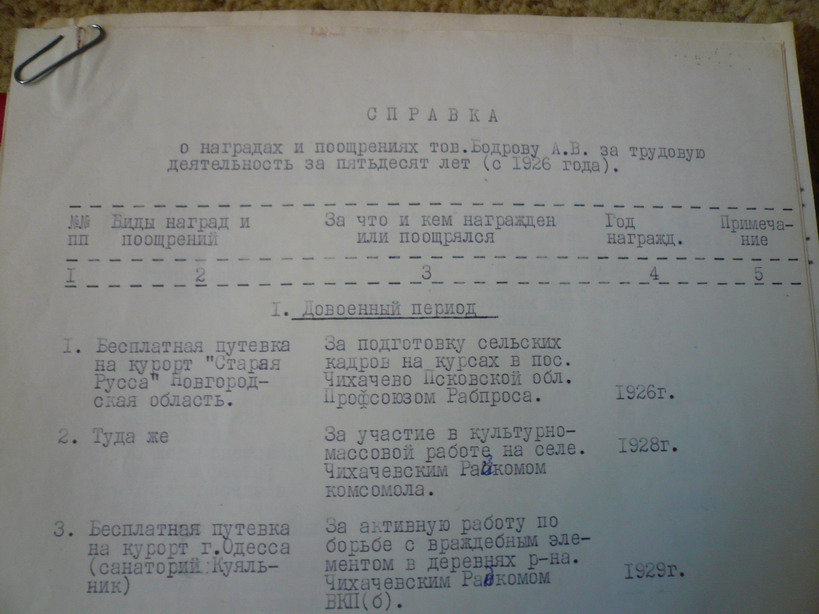 СПРАВКА
о наградах и поощрениях тов.Бодрову А.В. за трудовую
деятельность за пятьдесят лет (с 1926 года).
№№ Виды наград и За что и кем награжден Год Примеча-
пп поощрений или поощрялся награжд. ние
I 2 3 4 5
I. Довоенный период
I. Бесплатная путевка За подготовку сельских
на курорт "Старая кадров на курсах в пос.
Русса" Новгород- Чихачево Псковской обл.
ская область. Профсоюзом Рабпроса. 1926г.
2. Туда же За участие в культурно-
массовой работе на селе. 1928г.
Чихачевским Райкомом
комсомола.
3. Бесплатная путевка За активную работу по
на курорт г.Одесса борьбе с враждебным эле-
(санаторий Куяль- ментом в деревнях р-на.
ник) Чихачевским Райкомом 1929г.
ВКП(б).